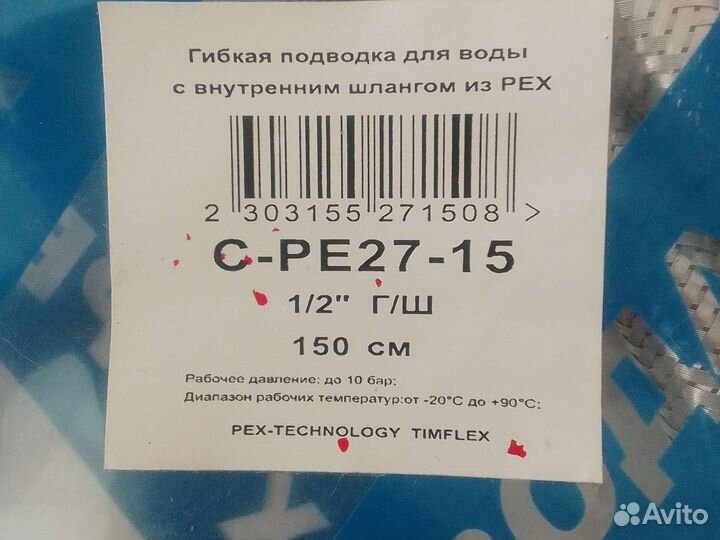 Гибкая подводка для воды
с внутренним шлангом из PEX
2 303155 271508 >
C-PE27-15
1/2" Г/Ш
150 см
Рабочее давление: до 10 бар;
Диапазон рабочих температур:от -20°C до +90°C;
PEX-TECHNOLOGY TIMFLEX
Avito